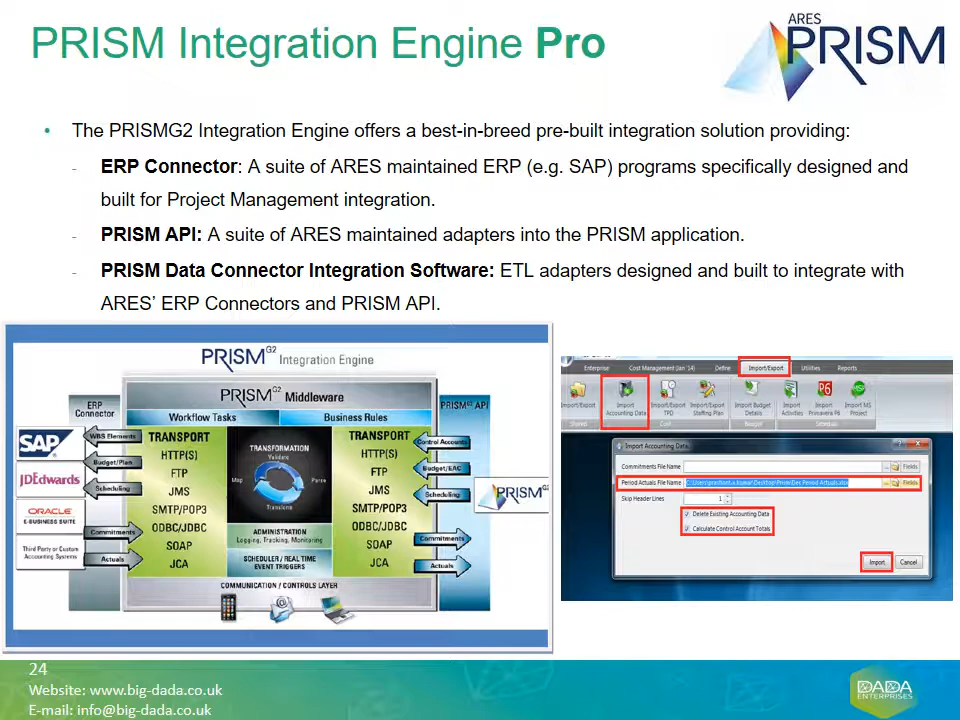 PRISM Integration Engine Pro
ARES
PRISM
• The PRISMG2 Integration Engine offers a best-in-breed pre-built integration solution providing:
- ERP Connector: A suite of ARES maintained ERP (e.g. SAP) programs specifically designed and
built for Project Management integration.
- PRISM API: A suite of ARES maintained adapters into the PRISM application.
- PRISM Data Connector Integration Software: ETL adapters designed and built to integrate with
ARES' ERP Connectors and PRISM API.
PRISM G2 Integration Engine
PRISM G2 Middleware
ERP
Connector
Workflow Tasks
Business Rules
PRISM G2 API
SAP
JDEdwards
ORACLE
E-BUSINESS SUITE
Third Party or Custom
Accounting Systems
WBS Elements
Budget/Plan
Scheduling
Commitments
Actuals
TRANSPORT
HTTP(S)
FTP
JMS
SMTP/POP3
ODBC/JDBC
SOAP
JCA
TRANSFORMATION
Validate
Map
Parse
Transform
ADMINISTRATION
Logging, Tracking, Monitoring
SCHEDULER / REAL TIME
EVENT TRIGGERS
TRANSPORT
HTTP(S)
FTP
JMS
SMTP/POP3
ODBC/JDBC
SOAP
JCA
Control Accounts
Budget/EAC
Scheduling
Commitments
Actuals
PRISM G2
COMMUNICATION / CONTROLS LAYER
Enterprise
Cost Management (Jan '14)
Define
Import/Export
Utilities
Reports
Import/Export
Import
Accounting Data
Import/Export
TPD
Import/Export
Staffing Plan
Import Budget
Details
Import
Activities
Import
Primavera P6
Import MS
Project
Shared
Cost
Import Accounting Data
Commitments File Name
Fields
Period Actuals File Name
Fields
Skip Header Lines
1
Delete Existing Accounting Data
Calculate Control Account Totals
Import
Cancel
24
Website: www.big-dada.co.uk
E-mail: info@big-dada.co.uk
DADA
ENTERPRISES